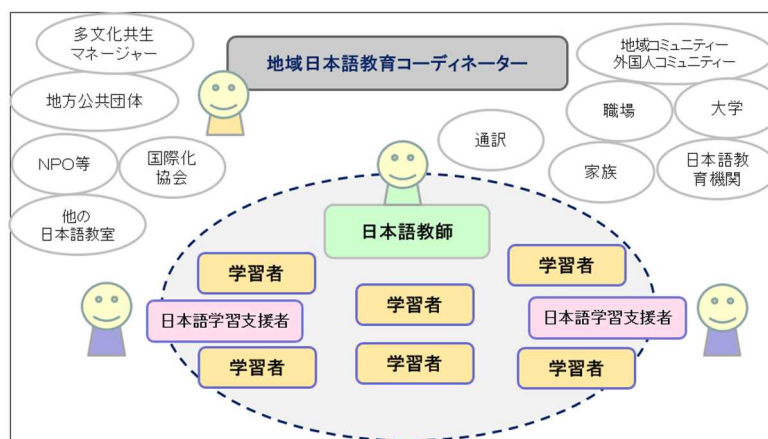 多文化共生
マネージャー
地域日本語教育コーディネーター
地域コミュニティー
外国人コミュニティー
地方公共団体
職場
大学
通訳
NPO等
国際化
協会
家族
日本語教
育機関
他の
日本語教室
日本語教師
学習者
学習者
学習者
日本語学習支援者
日本語学習支援者
学習者
学習者
学習者